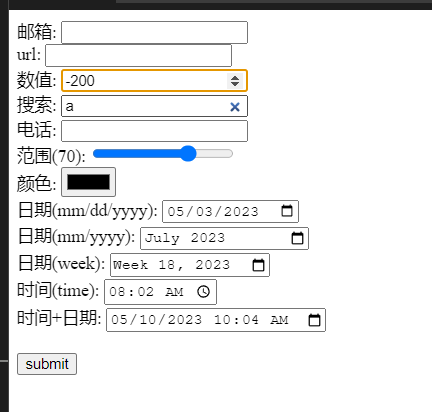 邮箱:
url:
数值: -200
搜索: a
电话:
范围(70):
颜色:
日期(mm/dd/yyyy): 05/03/2023
日期(mm/yyyy): July 2023
日期(week): Week 18, 2023
时间(time): 08:02 AM
时间+日期: 05/10/2023 10:04 AM
submit